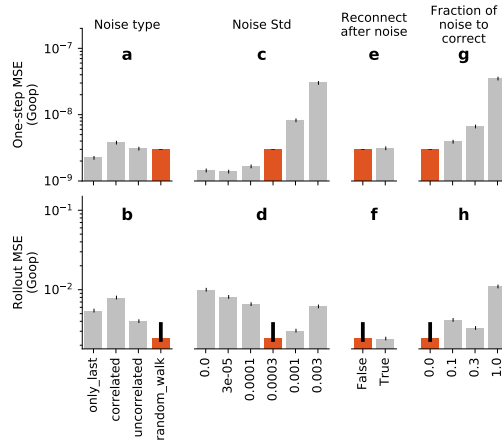 Noise type
Noise Std
Reconnect
after noise
Fraction of
noise to
correct
a
c
e
g
One-step MSE
(Goop)
10^{-7}
10^{-8}
10^{-9}
b
d
f
h
Rollout MSE
(Goop)
10^{-1}
10^{-2}
only_last
correlated
uncorrelated
random_walk
0.0
3e-05
0.0001
0.0003
0.001
0.003
False
True
0.0
0.1
0.3
1.0